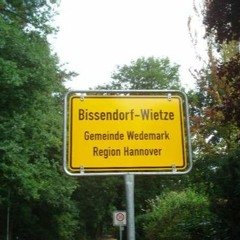 Bissendorf-Wietze
Gemeinde Wedemark
Region Hannover